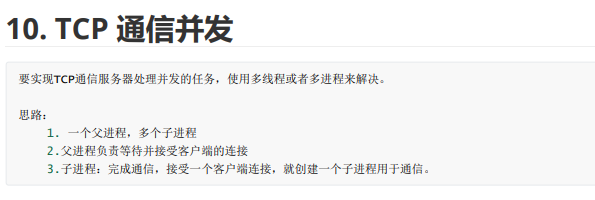 10. TCP 通信并发
要实现TCP通信服务器处理并发的任务，使用多线程或者多进程来解决。
思路：
1. 一个父进程，多个子进程
2.父进程负责等待并接受客户端的连接
3.子进程：完成通信，接受一个客户端连接，就创建一个子进程用于通信。